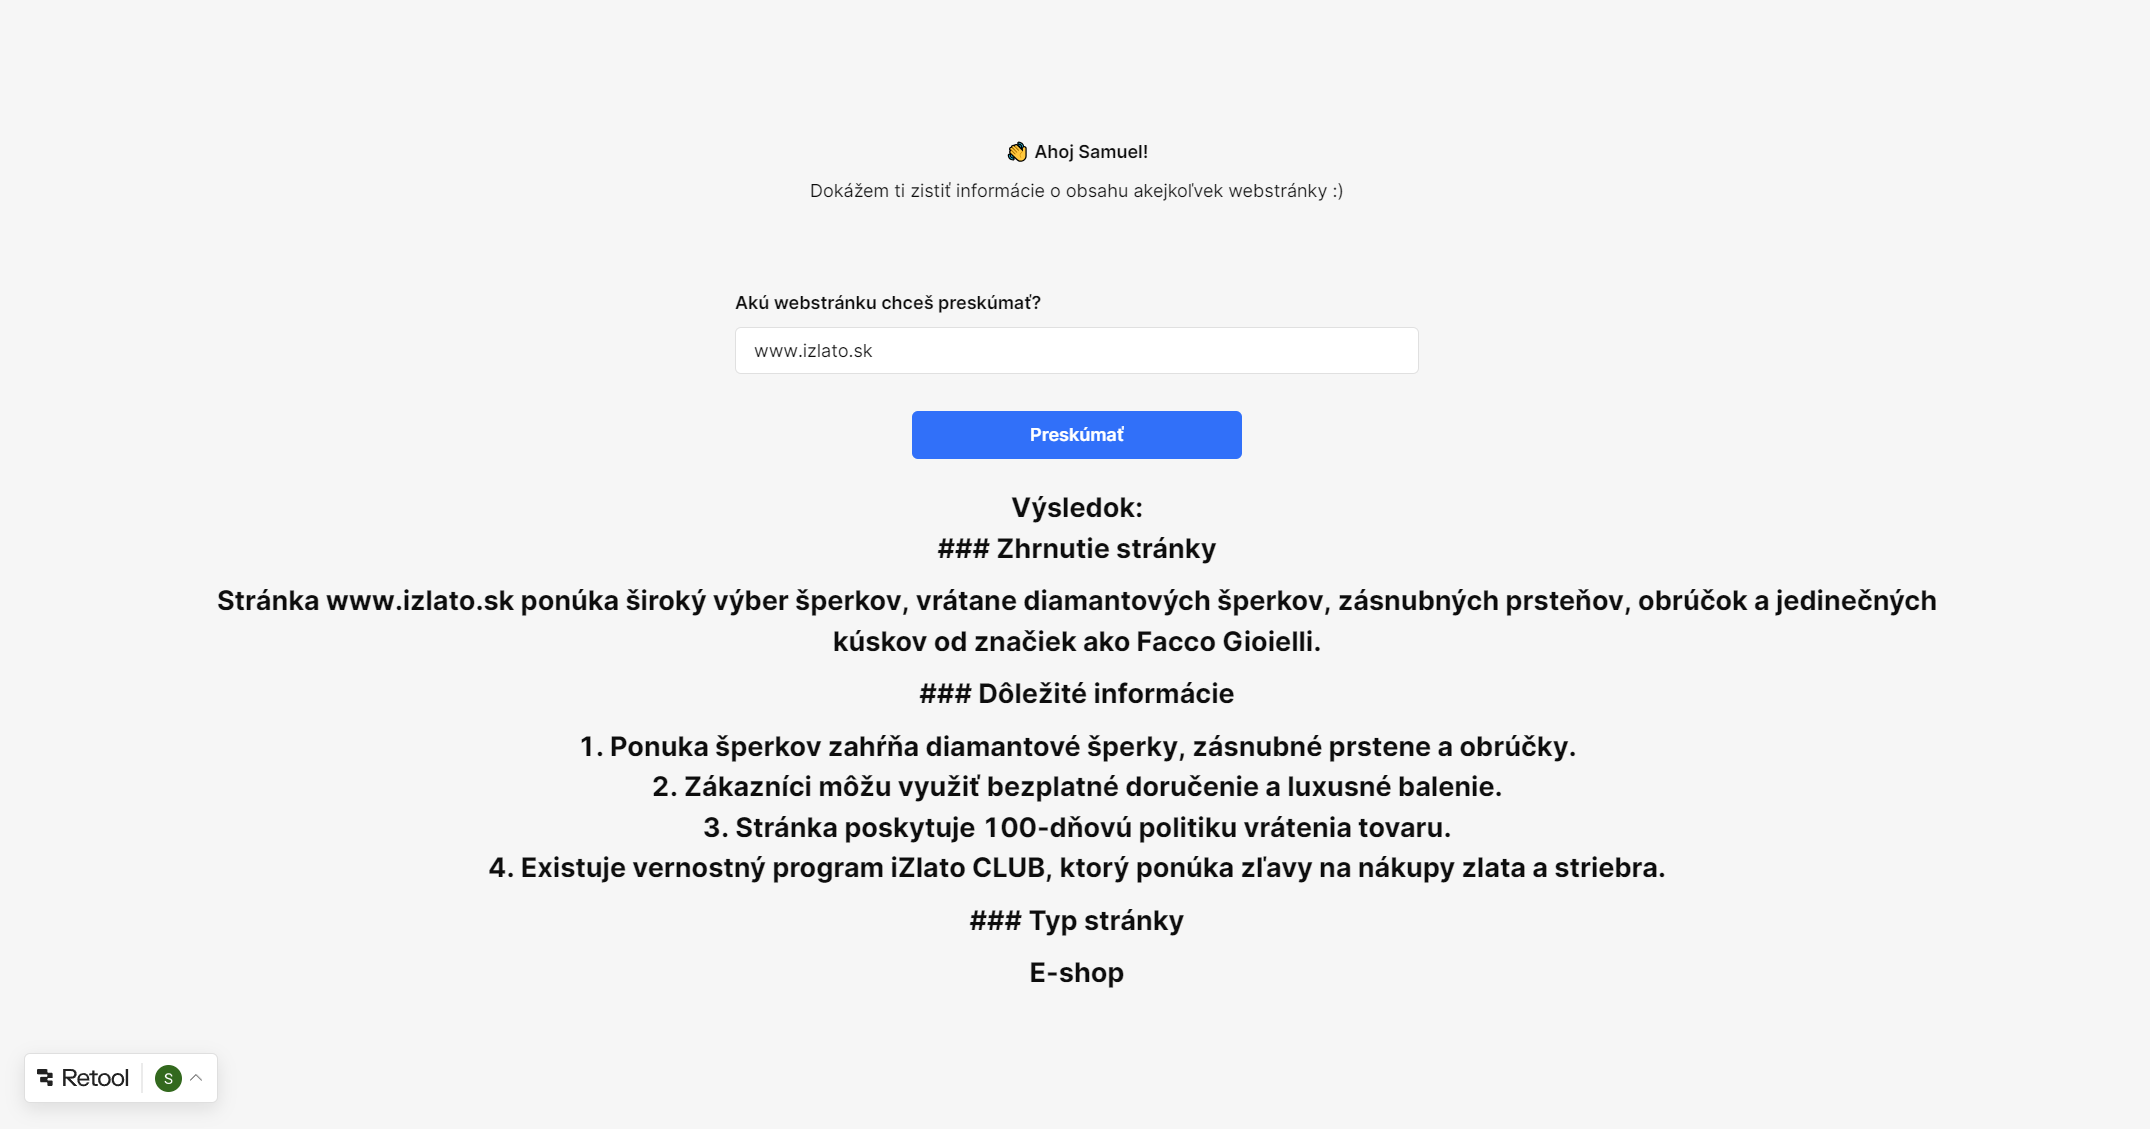 👋 Ahoj Samuel!
Dokážem ti zistiť informácie o obsahu akejkoľvek webstránky :)
Akú webstránku chceš preskúmať?
www.izlato.sk
Preskúmať
Výsledok:
### Zhrnutie stránky
Stránka www.izlato.sk ponúka široký výber šperkov, vrátane diamantových šperkov, zásnubných prsteňov, obrúčok a jedinečných
kúskov od značiek ako Facco Gioielli.
### Dôležité informácie
1. Ponuka šperkov zahŕňa diamantové šperky, zásnubné prstene a obrúčky.
2. Zákazníci môžu využiť bezplatné doručenie a luxusné balenie.
3. Stránka poskytuje 100-dňovú politiku vrátenia tovaru.
4. Existuje vernostný program iZlato CLUB, ktorý ponúka zľavy na nákupy zlata a striebra.
### Typ stránky
E-shop
Retool S